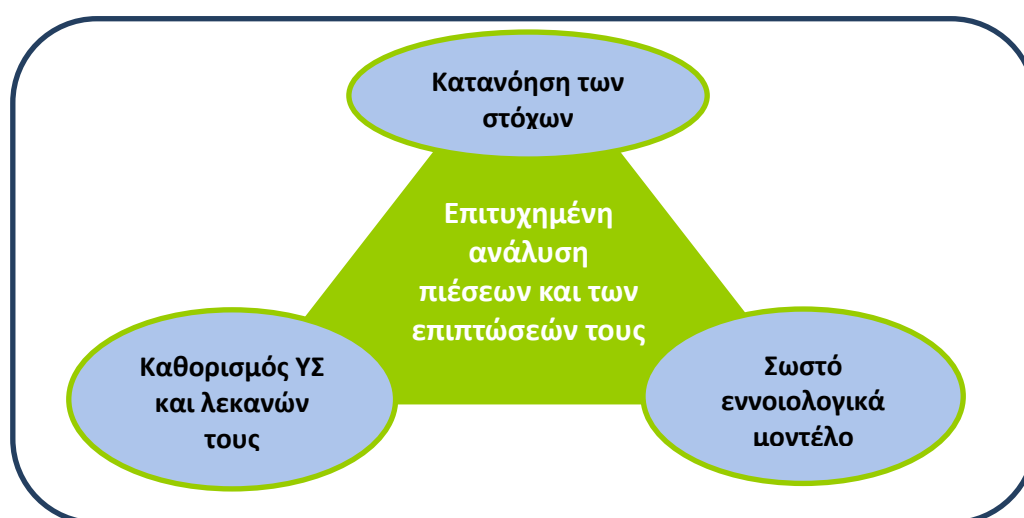 Κατανόηση των
στόχων
Επιτυχημένη
ανάλυση
πιέσεων και των
επιπτώσεών τους
Καθορισμός ΥΣ
και λεκανών
τους
Σωστό
εννοιολογικά
μοντέλο